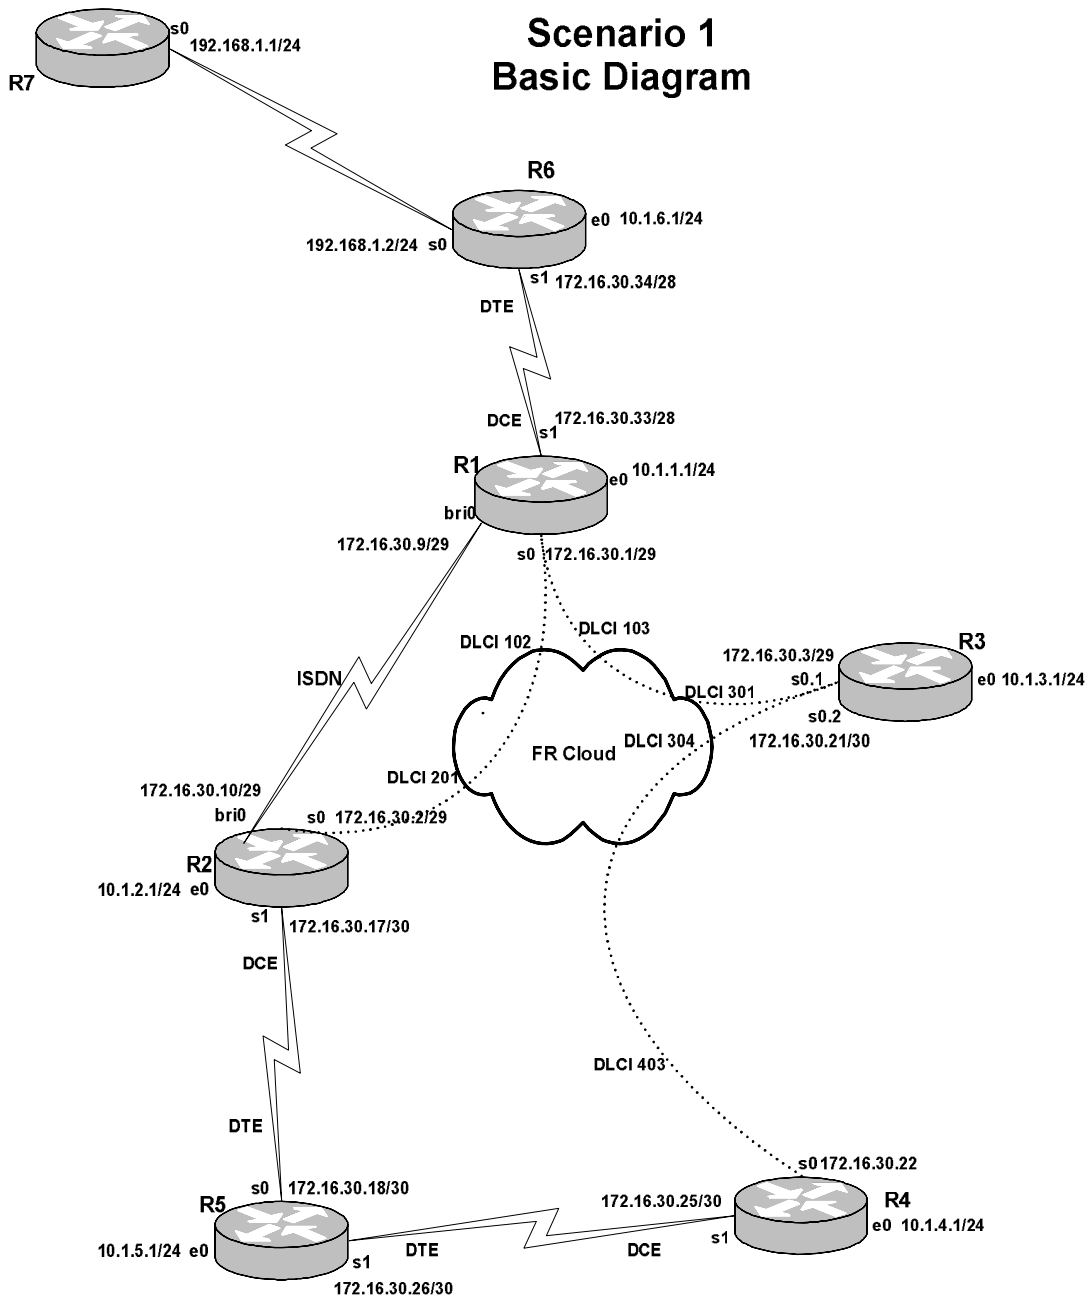 Scenario 1
Basic Diagram
s0
192.168.1.1/24
R7
R6
e0 10.1.6.1/24
192.168.1.2/24 s0
s1 172.16.30.34/28
DTE
172.16.30.33/28
DCE
s1
R1
e0 10.1.1.1/24
bri0
172.16.30.9/29
s0 172.16.30.1/29
DLCI 102
DLCI 103
R3
172.16.30.3/29
s0.1
e0 10.1.3.1/24
ISDN
DLCI 301
s0.2
172.16.30.21/30
DLCI 304
FR Cloud
DLCI 201
172.16.30.10/29
bri0
s0 172.16.30.2/29
R2
10.1.2.1/24 e0
s1
172.16.30.17/30
DCE
DLCI 403
DTE
s0 172.16.30.22
s0 172.16.30.18/30
R5
172.16.30.25/30
R4
e0 10.1.4.1/24
10.1.5.1/24 e0
s1
DTE
DCE
s1
172.16.30.26/30